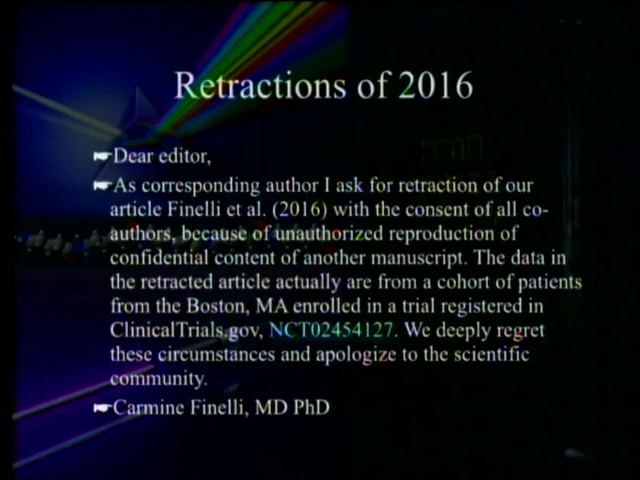 Retractions of 2016
☛Dear editor,
☛As corresponding author I ask for retraction of our
article Finelli et al. (2016) with the consent of all co-
authors, because of unauthorized reproduction of
confidential content of another manuscript. The data in
the retracted article actually are from a cohort of patients
from the Boston, MA enrolled in a trial registered in
ClinicalTrials.gov, NCT02454127. We deeply regret
these circumstances and apologize to the scientific
community.
☛Carmine Finelli, MD PhD